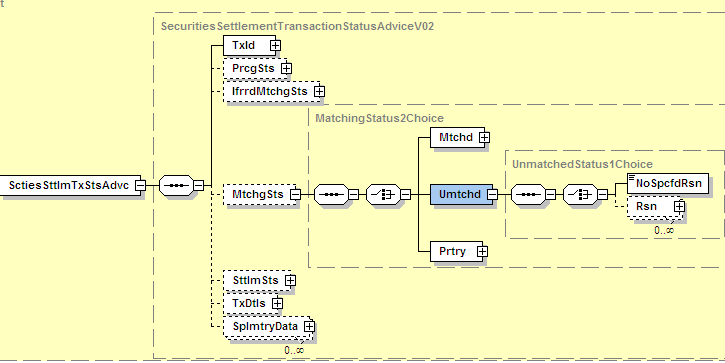 t
SecuritiesSettlementTransactionStatusAdviceV02
TxId
PrcgSts
IfrrdMtchgSts
MatchingStatus2Choice
Mtchd
UnmatchedStatus1Choice
SctiesSttlmTxStsAdvc
MtchgSts
Umtchd
NoSpcfdRsn
Rsn
0..∞
Prtry
SttlmSts
TxDtls
SplmtryData
0..∞